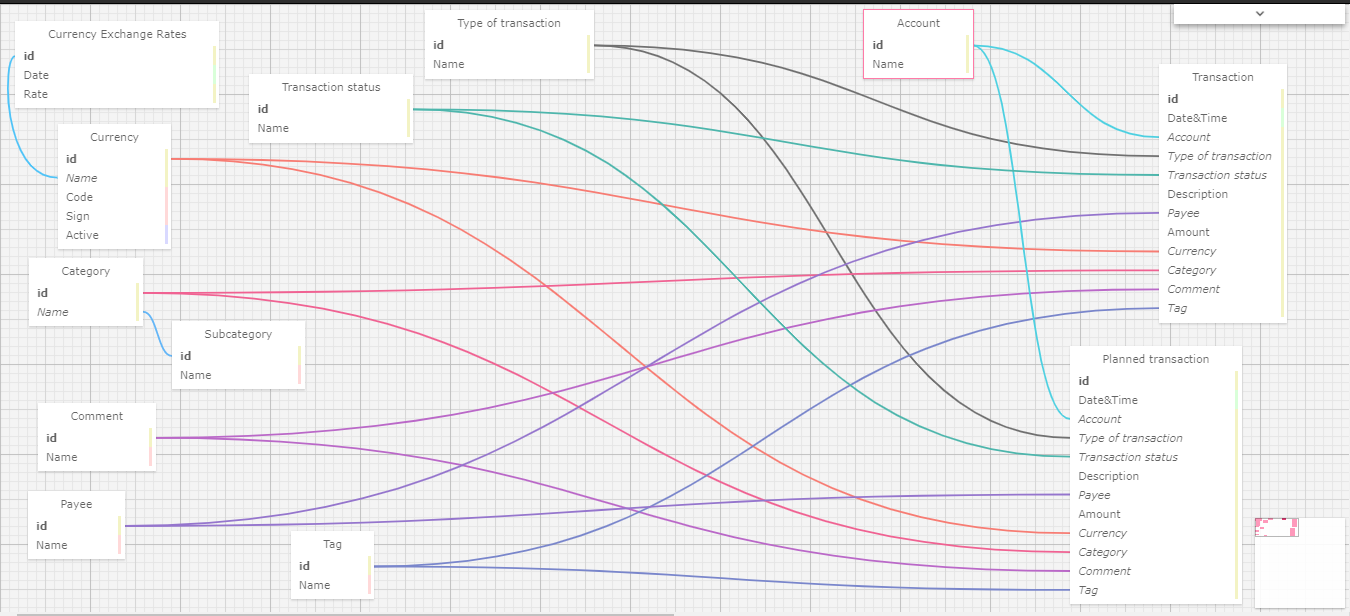 Currency Exchange Rates
id
Date
Rate
Type of transaction
id
Name
Account
id
Name
Transaction status
id
Name
Transaction
id
Date&Time
Account
Type of transaction
Transaction status
Description
Payee
Amount
Currency
Category
Comment
Tag
Currency
id
Name
Code
Sign
Active
Category
id
Name
Subcategory
id
Name
Planned transaction
id
Date&Time
Account
Type of transaction
Transaction status
Description
Payee
Amount
Currency
Category
Comment
Tag
Comment
id
Name
Payee
id
Name
Tag
id
Name